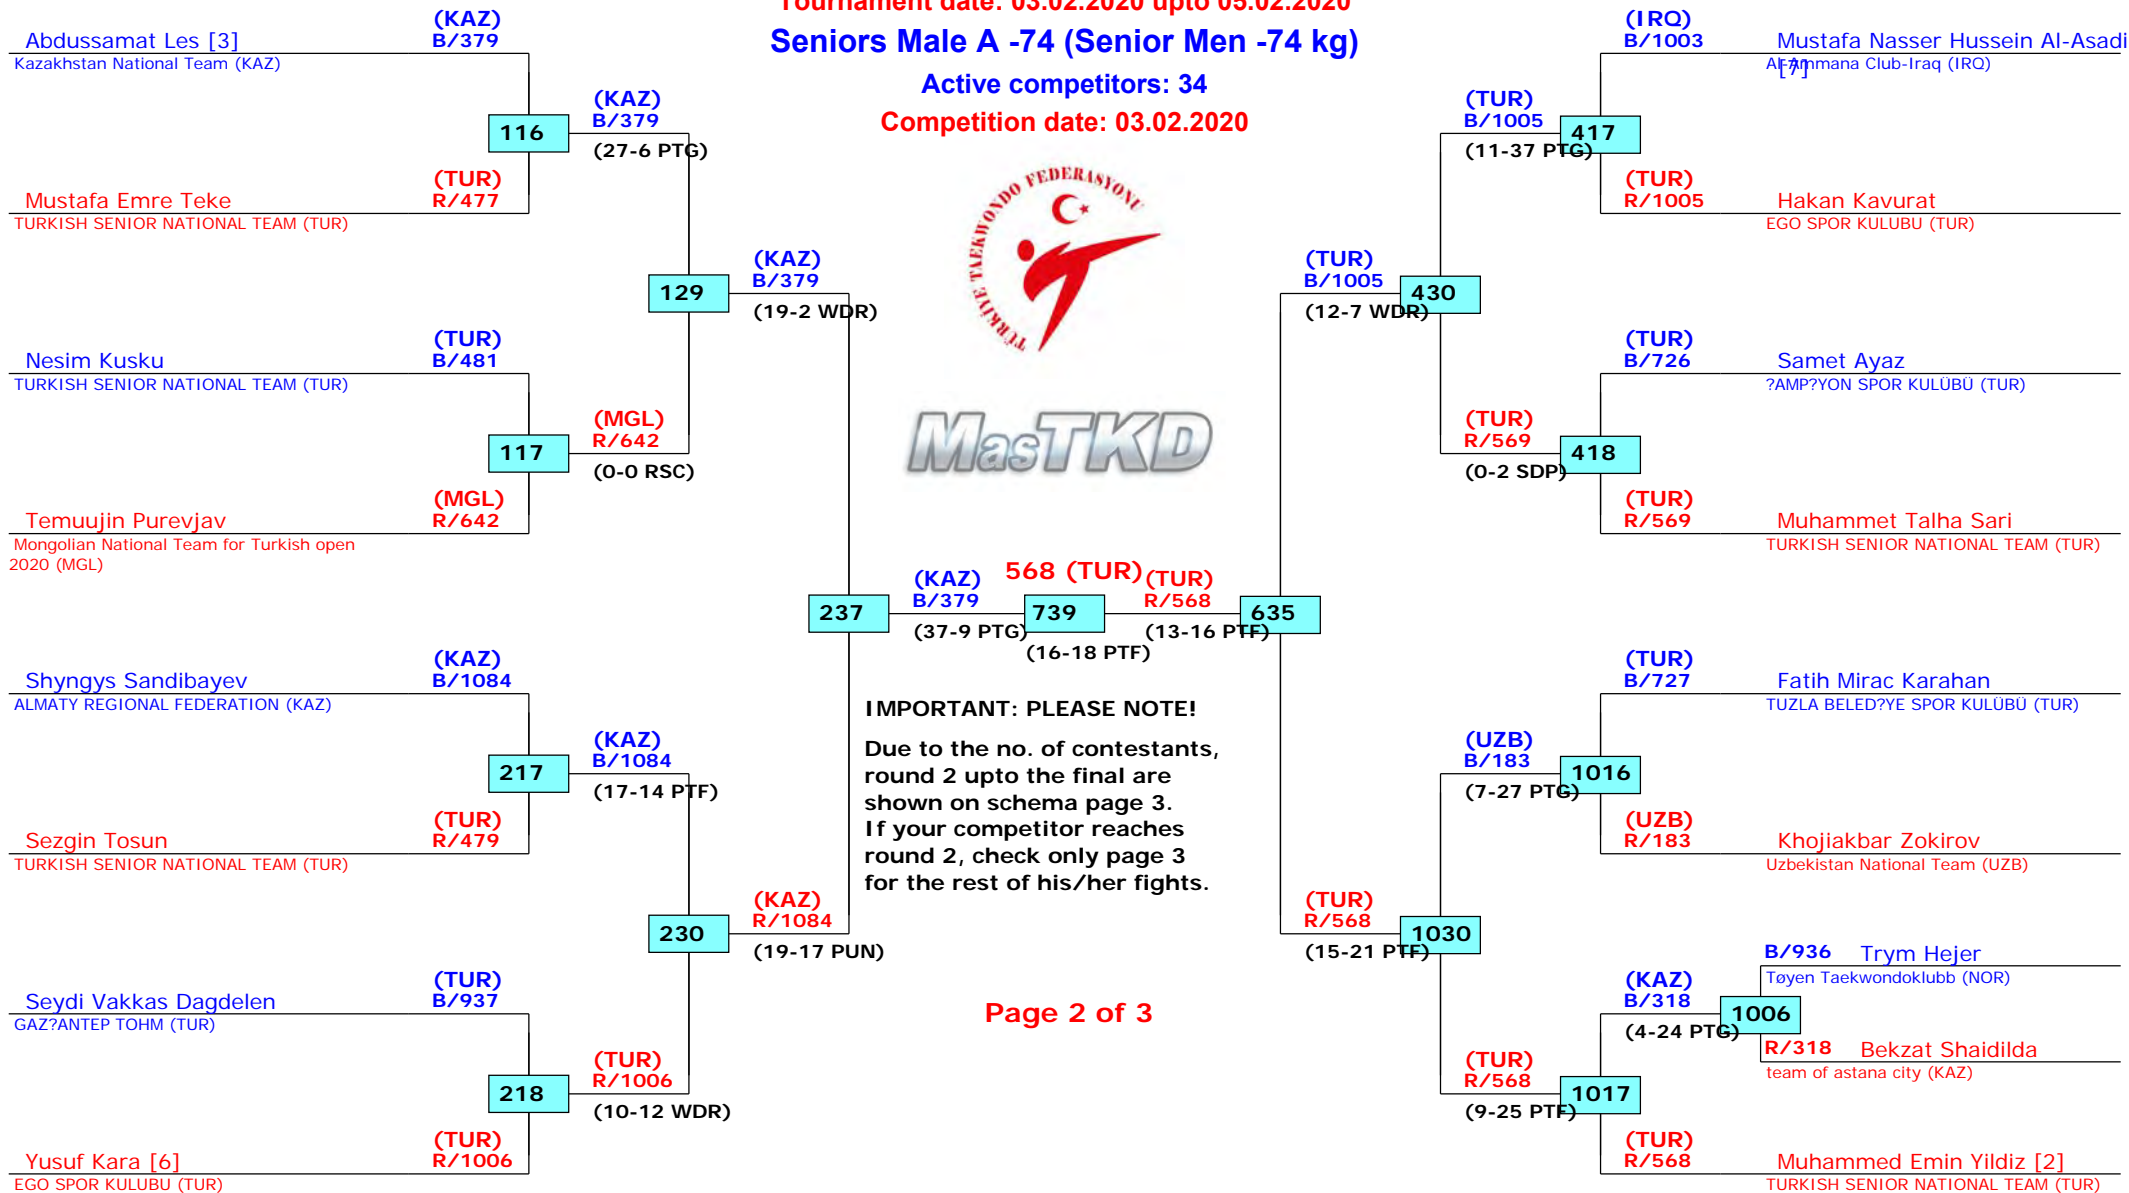 Tournament date: 03.02.2020 upto 05.02.2020
Seniors Male A -74 (Senior Men -74 kg)
Active competitors: 34
Competition date: 03.02.2020
TÜRKİYE TAEKWONDO FEDERASYONU
MasTKD
Abdussamat Les [3]
Kazakhstan National Team (KAZ)
(KAZ)
B/379
116
Mustafa Emre Teke
TURKISH SENIOR NATIONAL TEAM (TUR)
(TUR)
R/477
(KAZ)
B/379
(27-6 PTG)
129
Nesim Kusku
TURKISH SENIOR NATIONAL TEAM (TUR)
(TUR)
B/481
117
Temuujin Purevjav
Mongolian National Team for Turkish open
2020 (MGL)
(MGL)
R/642
(MGL)
R/642
(0-0 RSC)
(KAZ)
B/379
(19-2 WDR)
237
Shyngys Sandibayev
ALMATY REGIONAL FEDERATION (KAZ)
(KAZ)
B/1084
217
Sezgin Tosun
TURKISH SENIOR NATIONAL TEAM (TUR)
(TUR)
R/479
(KAZ)
B/1084
(17-14 PTF)
230
Seydi Vakkas Dagdelen
GAZ?ANTEP TOHM (TUR)
(TUR)
B/937
218
Yusuf Kara [6]
EGO SPOR KULUBU (TUR)
(TUR)
R/1006
(TUR)
R/1006
(10-12 WDR)
(KAZ)
R/1084
(19-17 PUN)
(KAZ)
B/379
(37-9 PTG)
568 (TUR)
739
(16-18 PTF)
(TUR)
R/568
(13-16 PTF)
635
IMPORTANT: PLEASE NOTE!
Due to the no. of contestants,
round 2 upto the final are
shown on schema page 3.
If your competitor reaches
round 2, check only page 3
for the rest of his/her fights.
Page 2 of 3
(IRQ)
B/1003
Mustafa Nasser Hussein Al-Asadi
[7]
Al-Ammana Club-Iraq (IRQ)
(TUR)
B/1005
(11-37 PTG)
417
(TUR)
R/1005
Hakan Kavurat
EGO SPOR KULUBU (TUR)
(TUR)
B/1005
(12-7 WDR)
430
(TUR)
B/726
Samet Ayaz
?AMP?YON SPOR KULÜBÜ (TUR)
(TUR)
R/569
(0-2 SDP)
418
(TUR)
R/569
Muhammet Talha Sari
TURKISH SENIOR NATIONAL TEAM (TUR)
(TUR)
B/727
Fatih Mirac Karahan
TUZLA BELED?YE SPOR KULÜBÜ (TUR)
(UZB)
B/183
(7-27 PTG)
1016
(UZB)
R/183
Khojiakbar Zokirov
Uzbekistan National Team (UZB)
(TUR)
R/568
(15-21 PTF)
1030
B/936
Trym Hejer
Tøyen Taekwondoklubb (NOR)
(KAZ)
B/318
(4-24 PTG)
1006
R/318
Bekzat Shaidilda
team of astana city (KAZ)
(TUR)
R/568
(9-25 PTF)
1017
(TUR)
R/568
Muhammed Emin Yildiz [2]
TURKISH SENIOR NATIONAL TEAM (TUR)